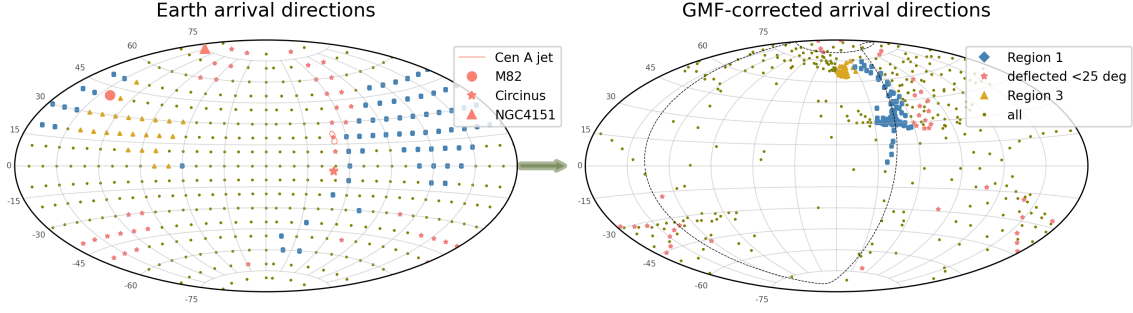 Earth arrival directions
GMF-corrected arrival directions
75
60
45
30
15
0
-15
-30
-45
-60
-75
Cen A jet
M82
Circinus
NGC4151
75
60
45
30
15
0
-15
-30
-45
-60
-75
Region 1
deflected <25 deg
Region 3
all